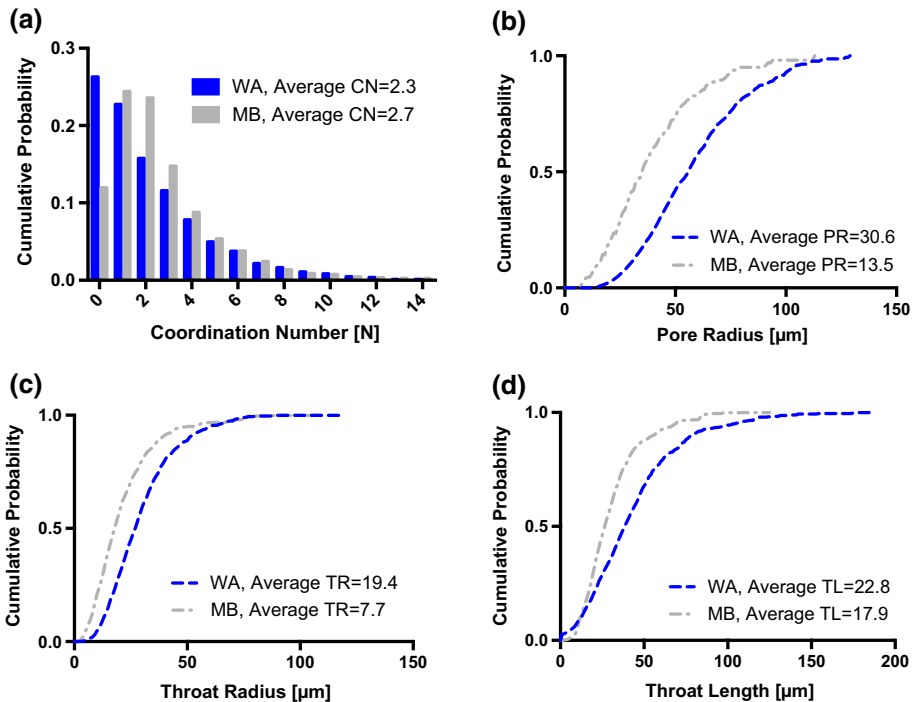 (a)
Cumulative Probability
0.3
0.2
0.1
0.0
WA, Average CN=2.3
MB, Average CN=2.7
0 2 4 6 8 10 12 14
Coordination Number [N]
(b)
Cumulative Probability
1.0
0.5
0.0
WA, Average PR=30.6
MB, Average PR=13.5
0 50 100 150
Pore Radius [µm]
(c)
Cumulative Probability
1.0
0.5
0.0
WA, Average TR=19.4
MB, Average TR=7.7
0 50 100 150
Throat Radius [µm]
(d)
Cumulative Probability
1.0
0.5
0.0
WA, Average TL=22.8
MB, Average TL=17.9
0 50 100 150 200
Throat Length [µm]